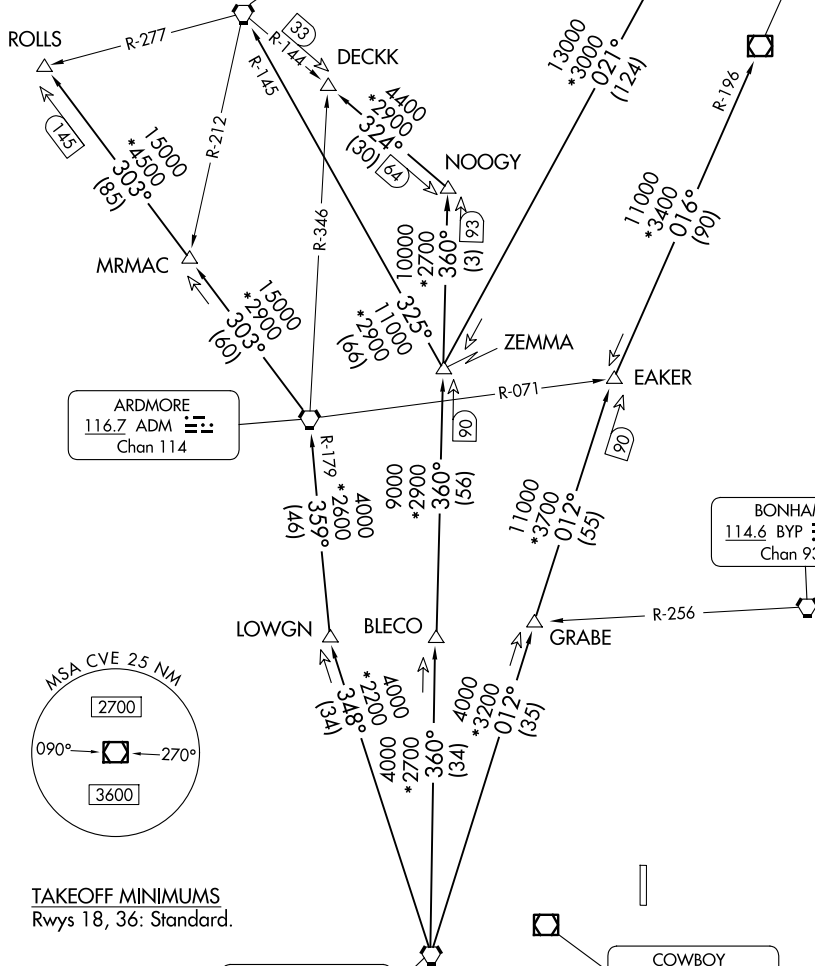 ROLLS
R-277
33
R-144
DECKK
R-145
13000
*3000
021°
(124)
R-196
145
15000
*4500
303°
(85)
R-212
4400
*2900
324°
(30)
64
NOOGY
93
R-346
10000
*2700
360°
(3)
11000
*3400
016°
(90)
MRMAC
15000
*2900
303°
(60)
325°
11000
*2900
(66)
ZEMMA
EAKER
R-071
ARDMORE
116.7 ADM
Chan 114
90
90
R-179
4000
*2600
359°
(46)
9000
*2900
360°
(56)
11000
*3700
012°
(55)
BONHAM
114.6 BYP
Chan 93
R-256
LOWGN
BLECO
GRABE
MSA CVE 25 NM
2700
090°
270°
3600
4000
*2200
348°
(34)
4000
*2700
360°
(34)
4000
*3200
012°
(35)
TAKEOFF MINIMUMS
Rwys 18, 36: Standard.
COWBOY